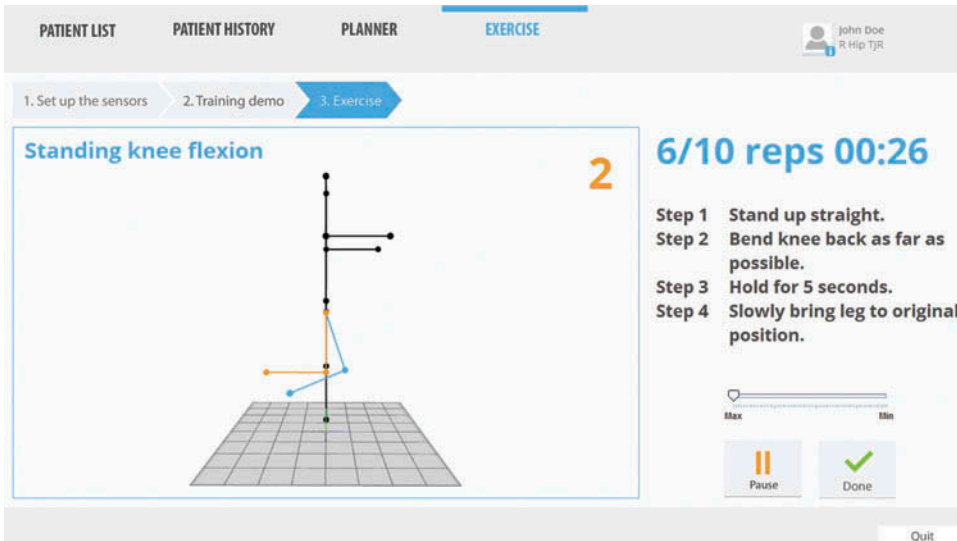 PATIENT LIST
PATIENT HISTORY
PLANNER
EXERCISE
John Doe
R Hip TJR
1. Set up the sensors
2. Training demo
3. Exercise
Standing knee flexion
2
6/10 reps 00:26
Step 1 Stand up straight.
Step 2 Bend knee back as far as
possible.
Step 3 Hold for 5 seconds.
Step 4 Slowly bring leg to original
position.
Max
Min
Pause
Done
Quit